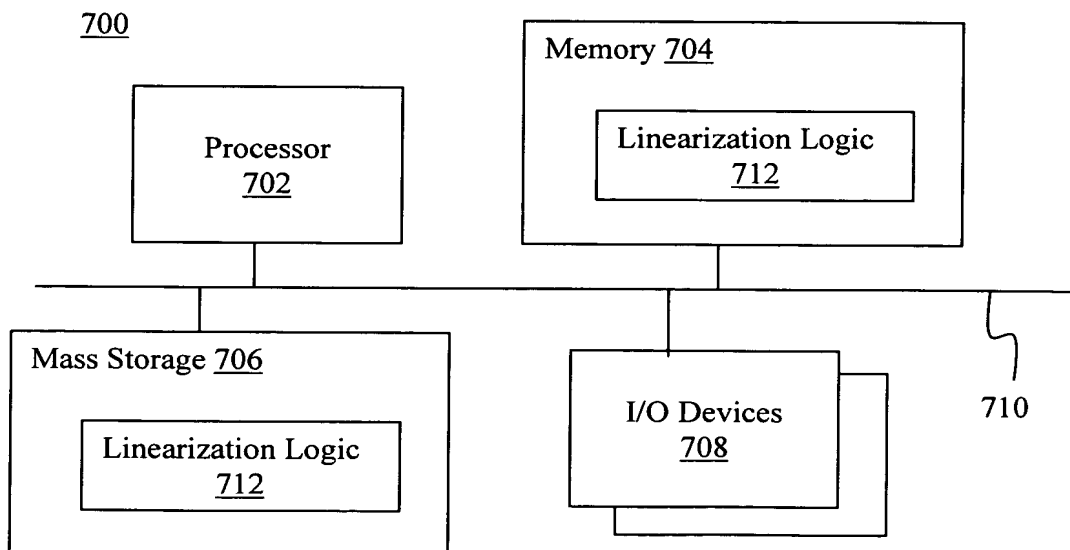 700
Processor
702
Memory 704
Linearization Logic
712
Mass Storage 706
Linearization Logic
712
I/O Devices
708
710